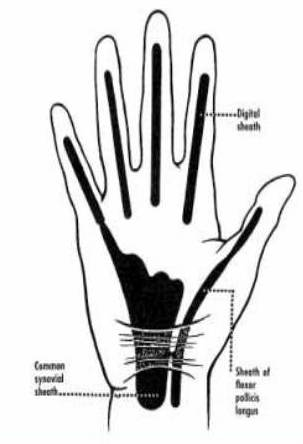 Digital
sheath
Common
synovial
sheath
Sheath of
flexor
pollicis
longus